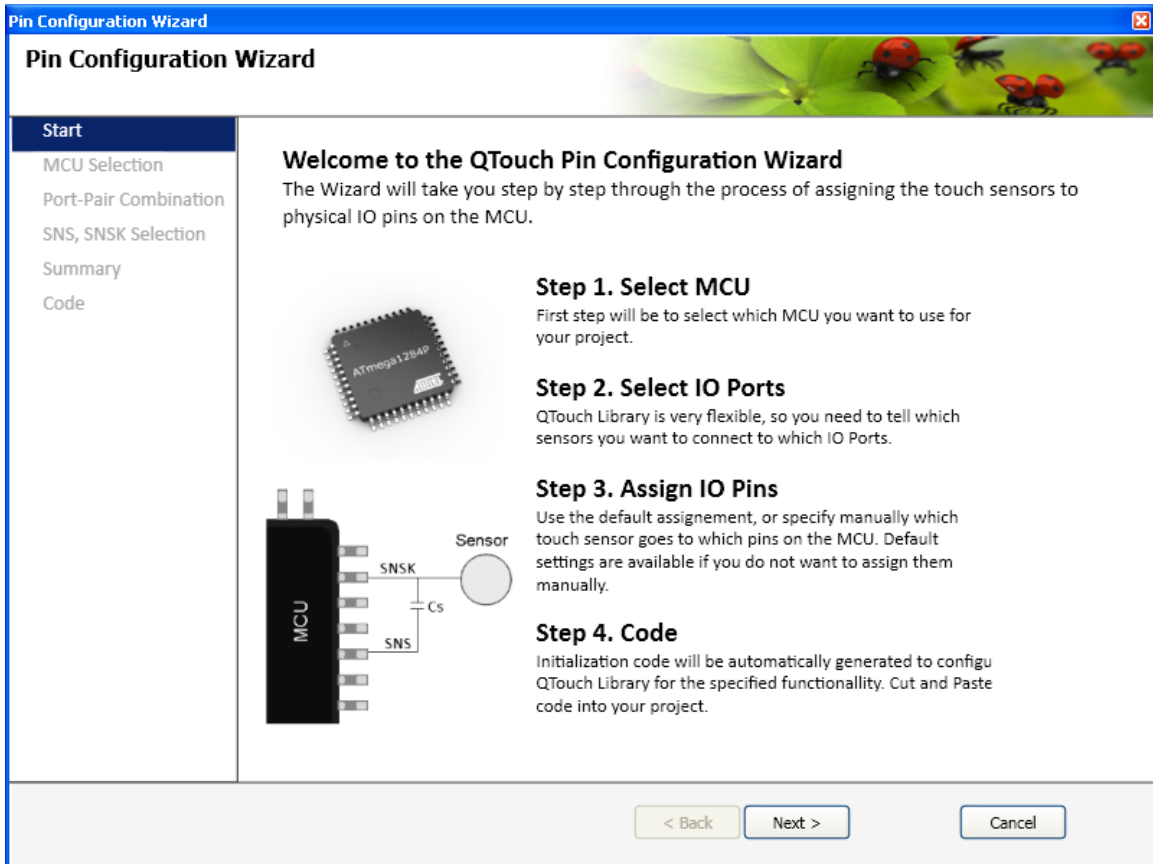 Pin Configuration Wizard
Pin Configuration Wizard
Start
MCU Selection
Port-Pair Combination
SNS, SNSK Selection
Summary
Code
Welcome to the QTouch Pin Configuration Wizard
The Wizard will take you step by step through the process of assigning the touch sensors to
physical IO pins on the MCU.
ATmega1284P
ATMEL
Step 1. Select MCU
First step will be to select which MCU you want to use for
your project.
Step 2. Select IO Ports
QTouch Library is very flexible, so you need to tell which
sensors you want to connect to which IO Ports.
Step 3. Assign IO Pins
Use the default assignement, or specify manually which
touch sensor goes to which pins on the MCU. Default
settings are available if you do not want to assign them
manually.
MCU
SNSK
Sensor
Cs
SNS
Step 4. Code
Initialization code will be automatically generated to configu
QTouch Library for the specified functionallity. Cut and Paste
code into your project.
< Back
Next >
Cancel